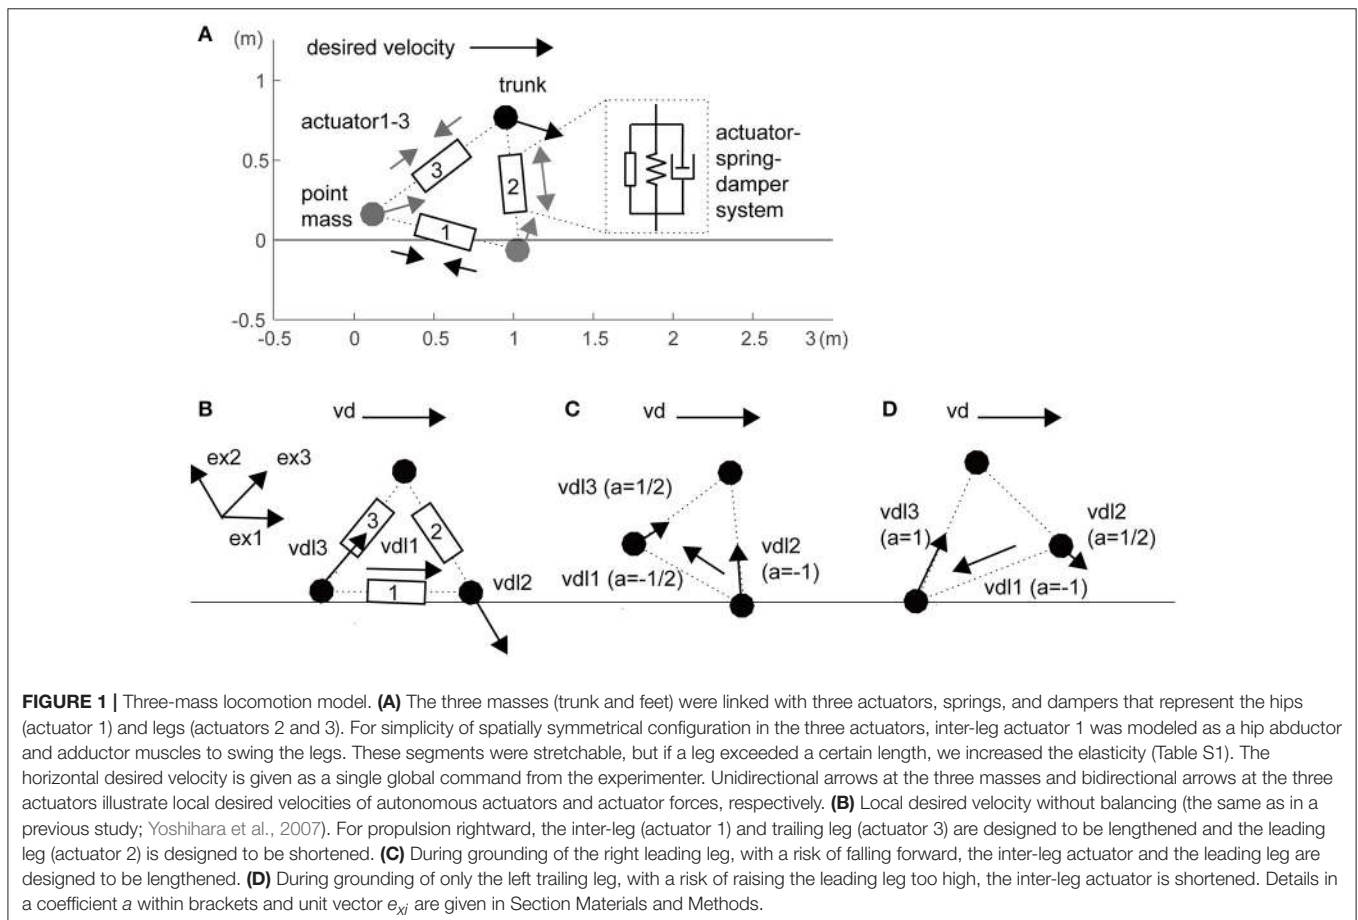 A (m)
desired velocity
1
trunk
actuator1-3
actuator-
spring-
damper
system
0.5
3
2
point
mass
1
0
-0.5
-0.5 0 0.5 1 1.5 2 2.5 3 (m)
B vd
ex2 ex3
ex1
3
2
vdl3 vdl1
1
vdl2
C vd
vdl3 (a=1/2)
vdl2
(a=-1)
vdl1 (a=-1/2)
D vd
vdl3
(a=1)
vdl2
(a=1/2)
vdl1 (a=-1)
FIGURE 1 | Three-mass locomotion model. (A) The three masses (trunk and feet) were linked with three actuators, springs, and dampers that represent the hips
(actuator 1) and legs (actuators 2 and 3). For simplicity of spatially symmetrical configuration in the three actuators, inter-leg actuator 1 was modeled as a hip abductor
and adductor muscles to swing the legs. These segments were stretchable, but if a leg exceeded a certain length, we increased the elasticity (Table S1). The
horizontal desired velocity is given as a single global command from the experimenter. Unidirectional arrows at the three masses and bidirectional arrows at the three
actuators illustrate local desired velocities of autonomous actuators and actuator forces, respectively. (B) Local desired velocity without balancing (the same as in a
previous study; Yoshihara et al., 2007). For propulsion rightward, the inter-leg (actuator 1) and trailing leg (actuator 3) are designed to be lengthened and the leading
leg (actuator 2) is designed to be shortened. (C) During grounding of the right leading leg, with a risk of falling forward, the inter-leg actuator and the leading leg are
designed to be lengthened. (D) During grounding of only the left trailing leg, with a risk of raising the leading leg too high, the inter-leg actuator is shortened. Details in
a coefficient a within brackets and unit vector exi are given in Section Materials and Methods.